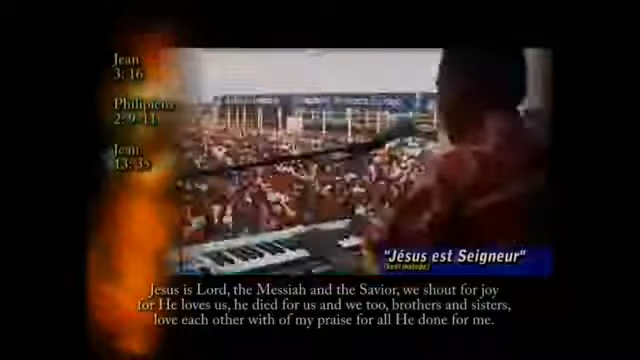 Jean
3: 16
Philipiens
2: 9-11
Jean
13: 35
"Jésus est Seigneur"
Jesus is Lord, the Messiah and the Savior, we shout for joy
for He loves us, he died for us and we too, brothers and sisters,
love each other with of my praise for all He done for me.